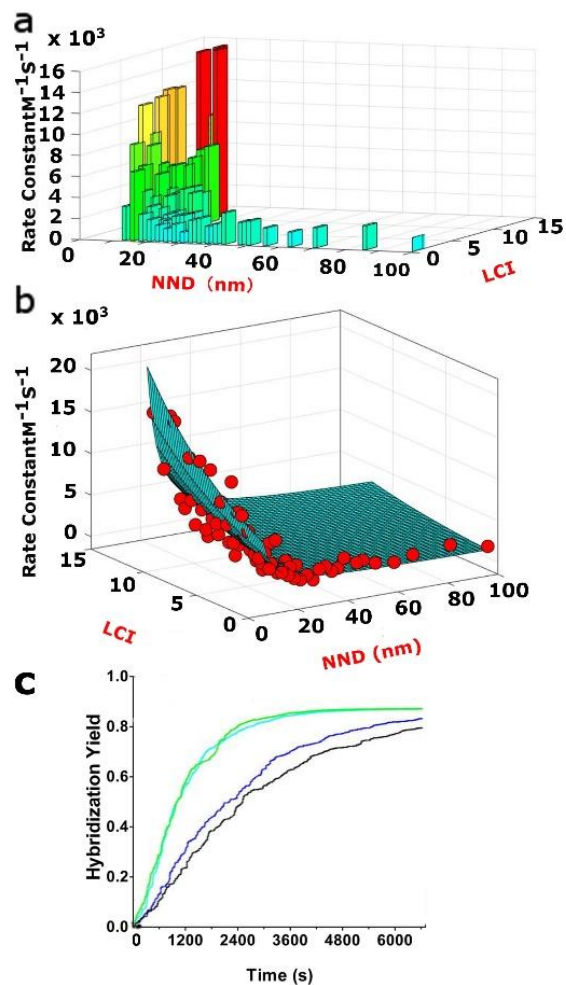 a
x 10³
Rate ConstantM⁻¹S⁻¹
16
14
12
10
8
6
4
2
0
0
20
40
60
80
100
NND (nm)
0
5
10
15
LCI
b
x 10³
Rate ConstantM⁻¹S⁻¹
20
15
10
5
0
15
10
5
0
LCI
0
20
40
60
80
100
NND (nm)
c
Hybridization Yield
1.0
0.8
0.6
0.4
0.2
0.0
0 1200 2400 3600 4800 6000
Time (s)